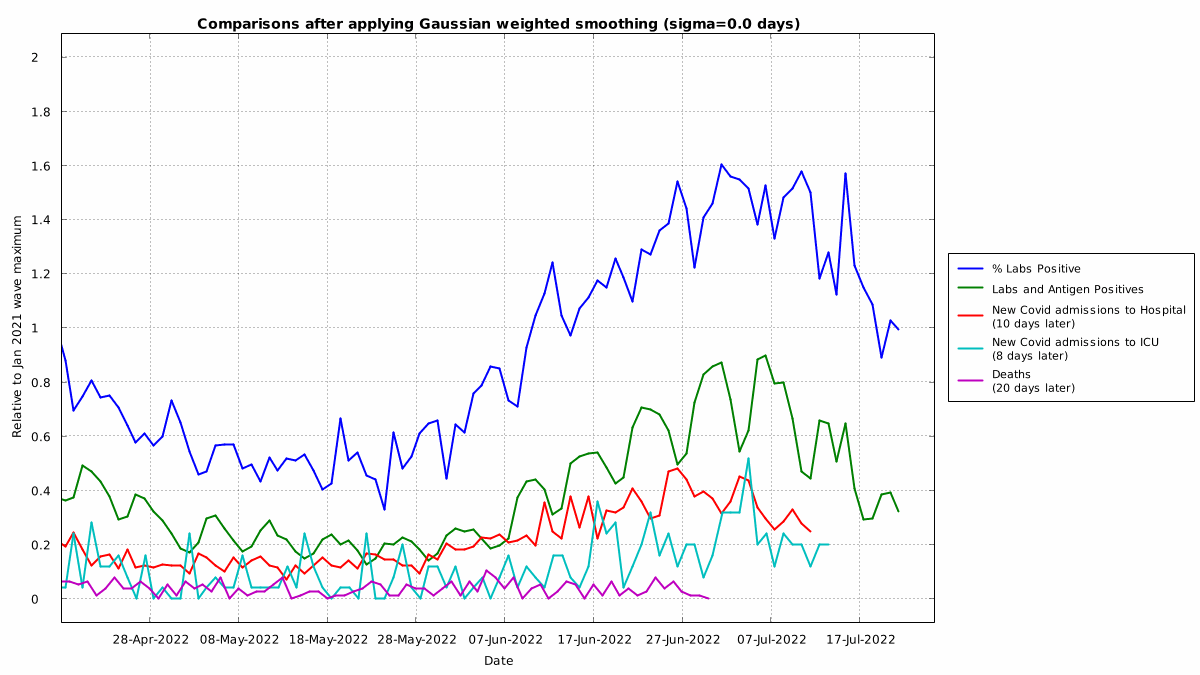 Comparisons after applying Gaussian weighted smoothing (sigma=0.0 days)
2
1.8
1.6
1.4
1.2
1
0.8
0.6
0.4
0.2
0
Relative to Jan 2021 wave maximum
28-Apr-2022 08-May-2022 18-May-2022 28-May-2022 07-Jun-2022 17-Jun-2022 27-Jun-2022 07-Jul-2022 17-Jul-2022
Date
% Labs Positive
Labs and Antigen Positives
New Covid admissions to Hospital
(10 days later)
New Covid admissions to ICU
(8 days later)
Deaths
(20 days later)